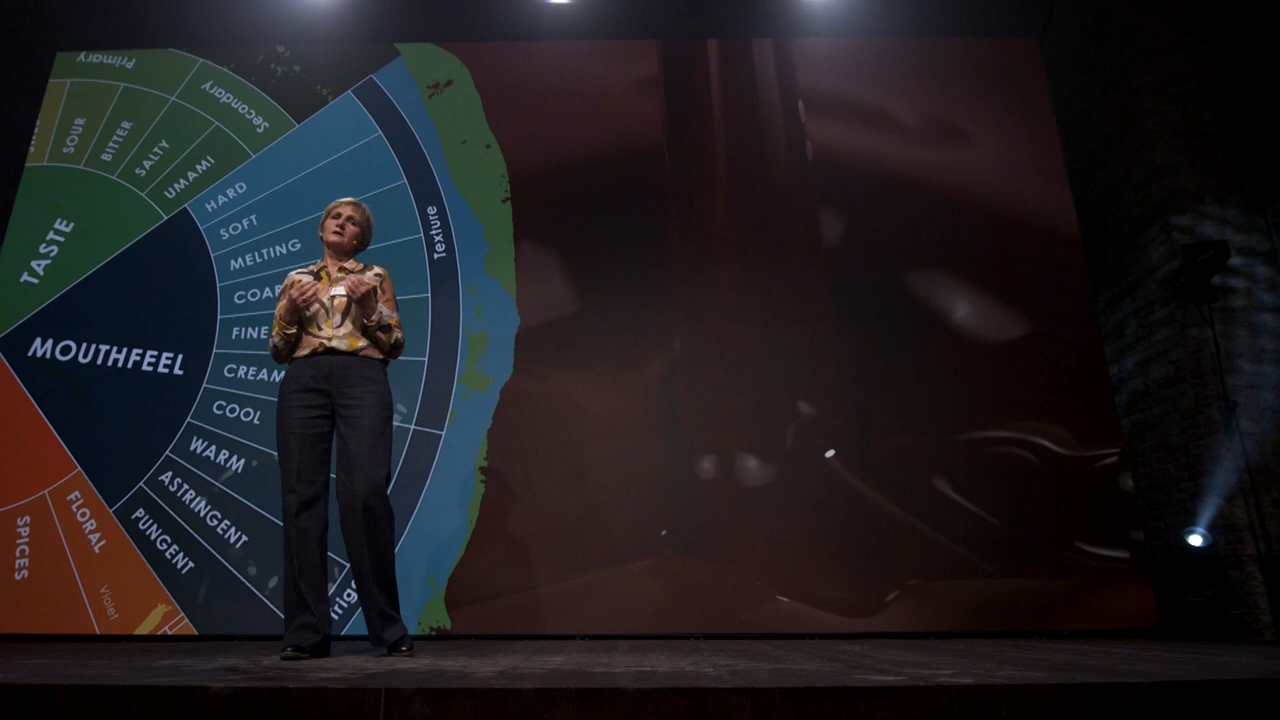 Primary
Secondary
SOUR
BITTER
SALTY
UMAMI
TASTE
HARD
SOFT
MELTING
FINE
COOL
WARM
ASTRINGENT
PUNGENT
Texture
MOUTHFEEL
FLORAL
SPICES
Violet